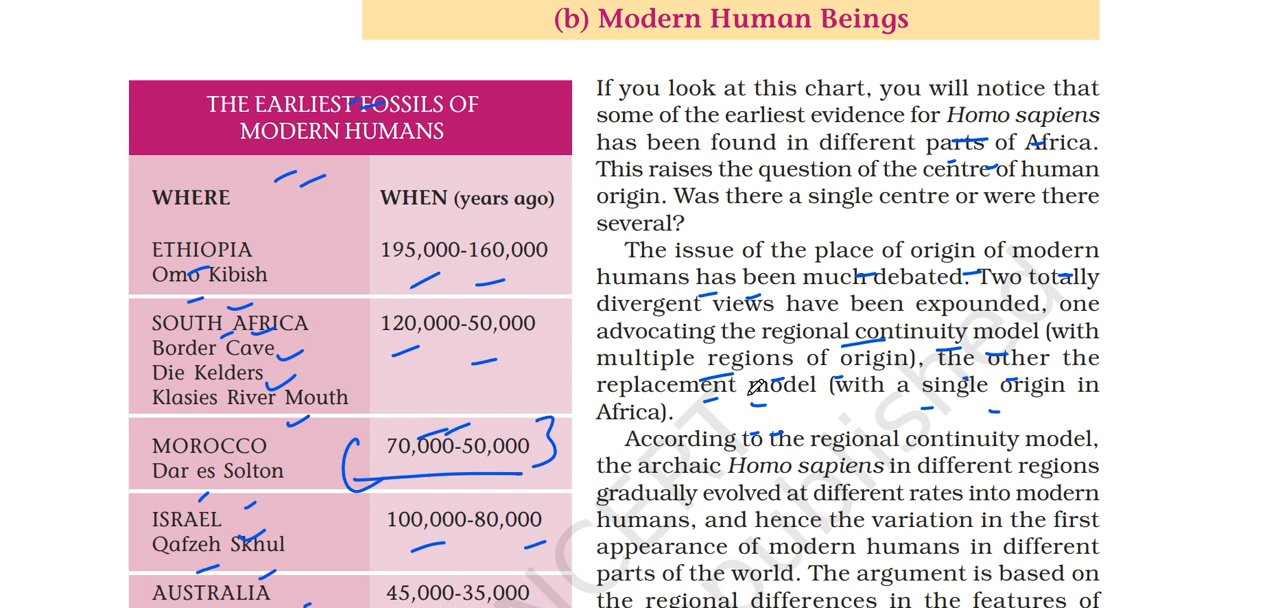 (b) Modern Human Beings
THE EARLIEST FOSSILS OF
MODERN HUMANS
WHERE WHEN (years ago)
ETHIOPIA 195,000-160,000
Omo Kibish
SOUTH AFRICA 120,000-50,000
Border Cave
Die Kelders
Klasies River Mouth
MOROCCO 70,000-50,000
Dar es Solton
ISRAEL 100,000-80,000
Qafzeh Skhul
AUSTRALIA 45,000-35,000
If you look at this chart, you will notice that
some of the earliest evidence for Homo sapiens
has been found in different parts of Africa.
This raises the question of the centre of human
origin. Was there a single centre or were there
several?
The issue of the place of origin of modern
humans has been much debated. Two totally
divergent views have been expounded, one
advocating the regional continuity model (with
multiple regions of origin), the other the
replacement model (with a single origin in
Africa).
According to the regional continuity model,
the archaic Homo sapiens in different regions
gradually evolved at different rates into modern
humans, and hence the variation in the first
appearance of modern humans in different
parts of the world. The argument is based on
the regional differences in the features of
NCERT
published